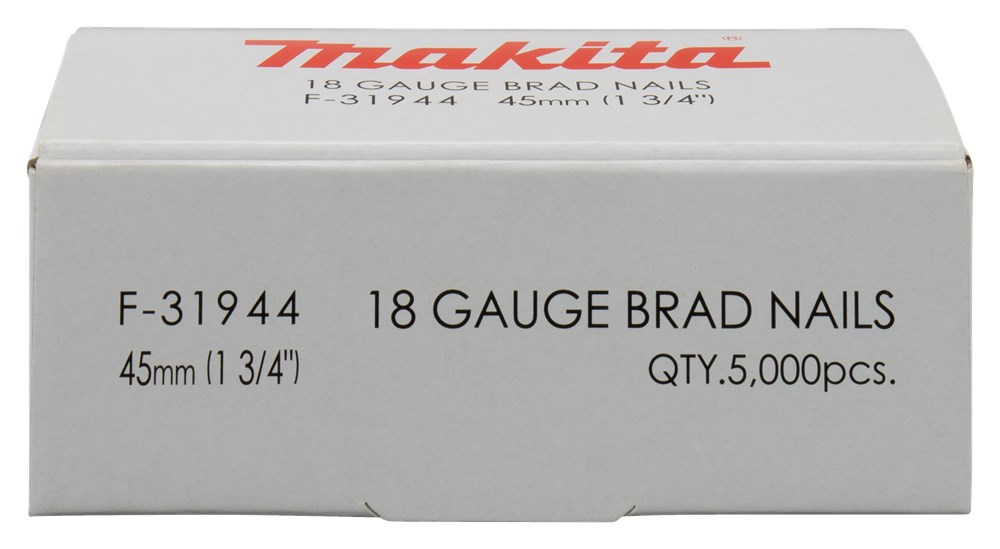 makita®
18 GAUGE BRAD NAILS
F-31944 45mm (1 3/4")
F-31944 18 GAUGE BRAD NAILS
45mm (1 3/4") QTY.5,000pcs.